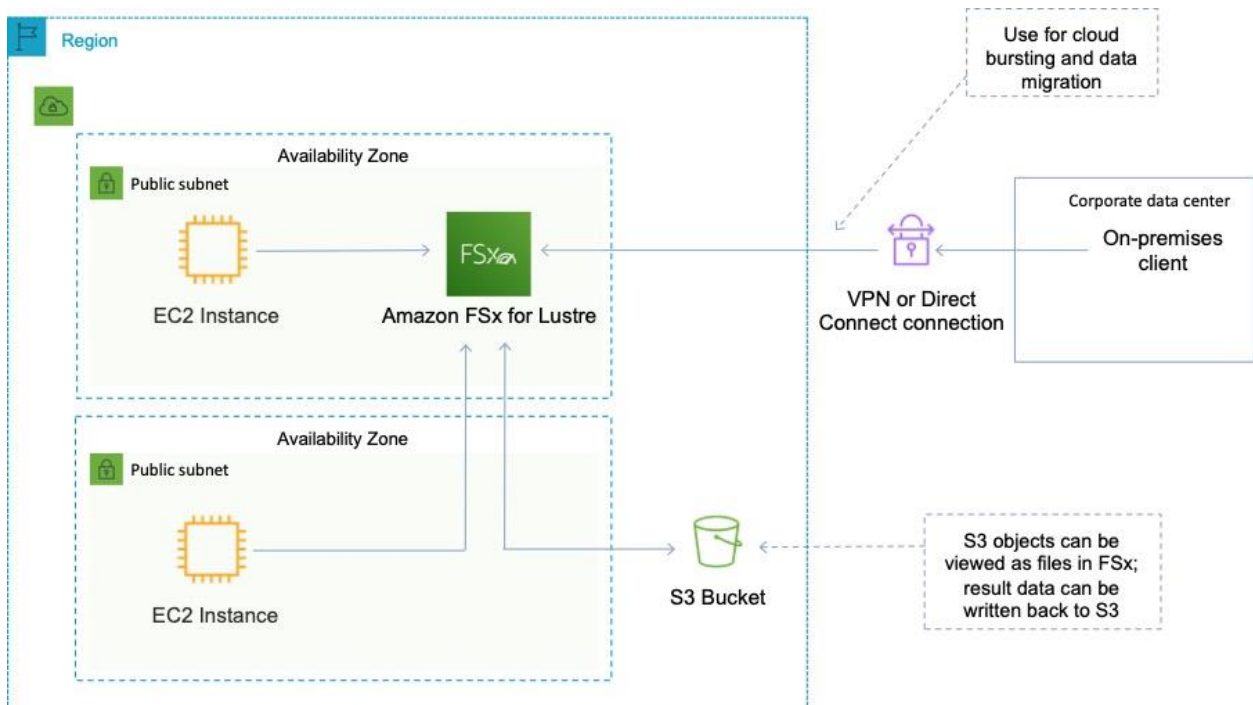 Region
Use for cloud
bursting and data
migration
Availability Zone
Public subnet
FSx
EC2 Instance
Amazon FSx for Lustre
VPN or Direct
Connect connection
Corporate data center
On-premises
client
Availability Zone
Public subnet
EC2 Instance
S3 Bucket
S3 objects can be
viewed as files in FSx;
result data can be
written back to S3